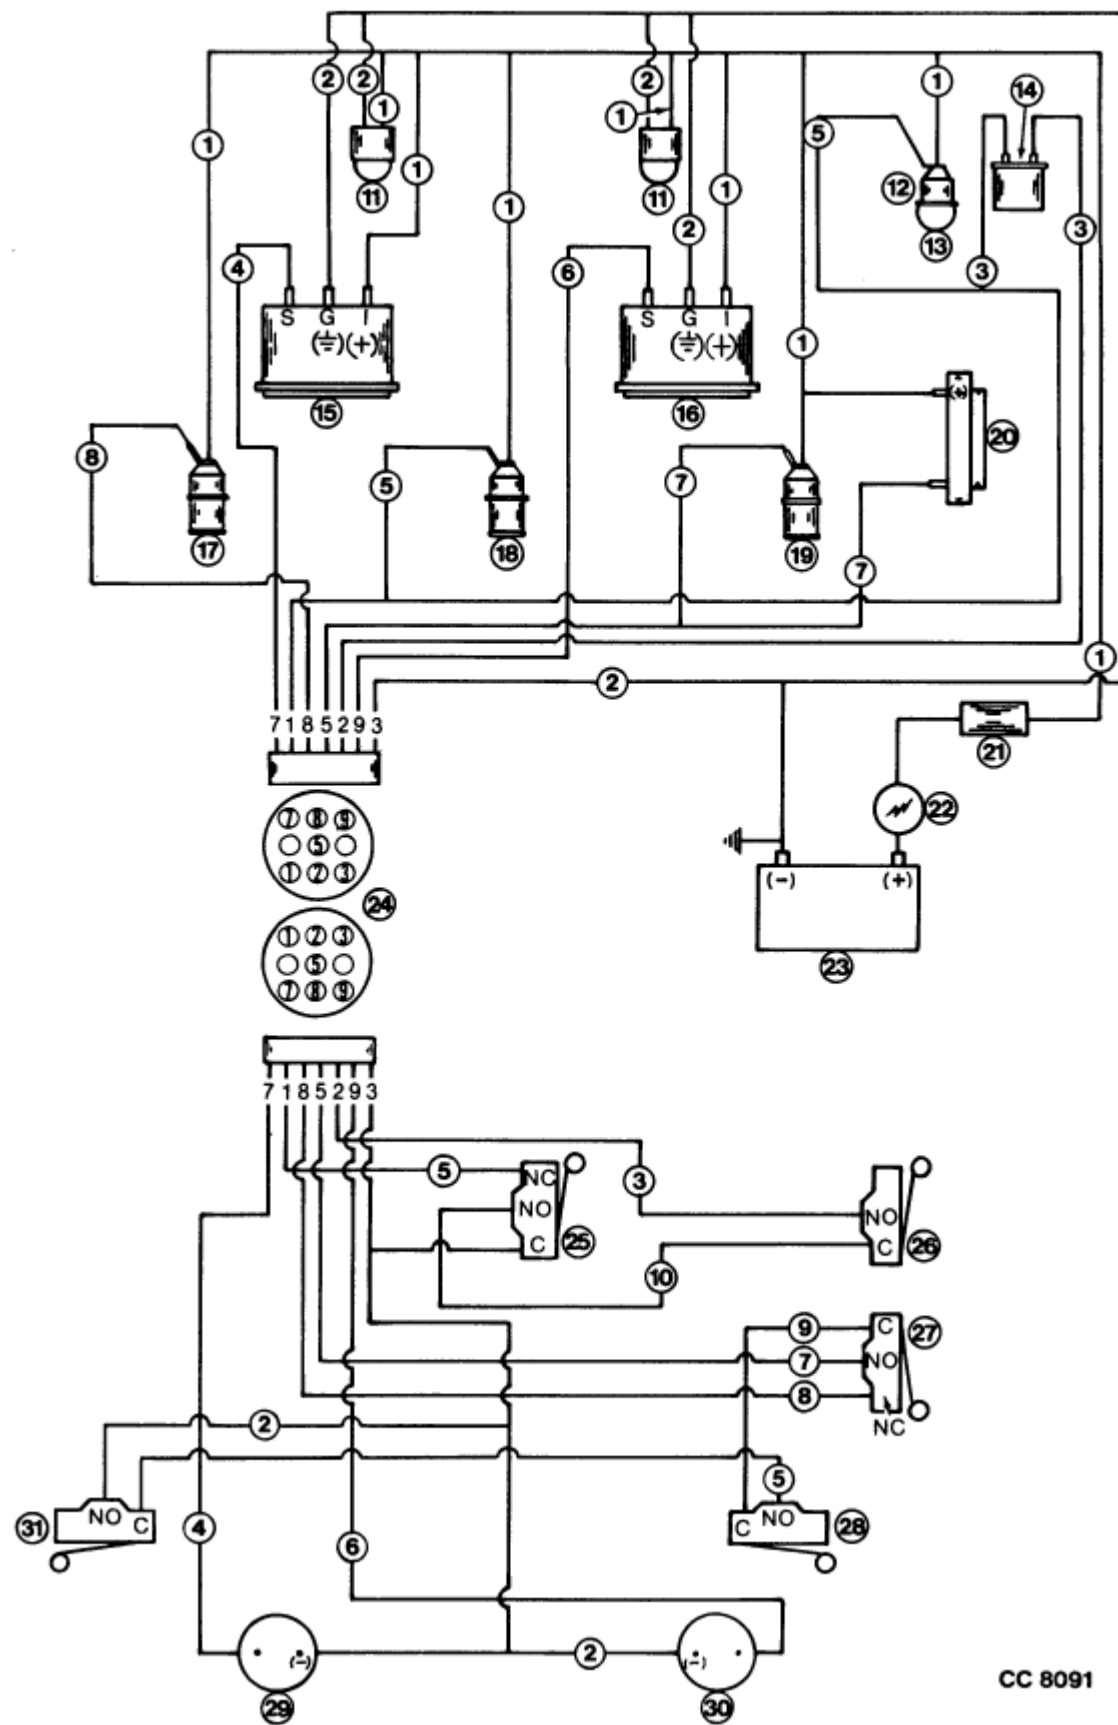 2 2 2 1
1 1 1 5 14
1 1 11 11 12
1 1 2 3
4 6 13 3
S G I S G I
(+) (+) 1
15 16 (+) 20
8 5 7
17 18 19 7
1
2
7 1 8 5 2 9 3
21
22
7 8 9
5
1 2 3 (-) (+)
24
1 2 3
5 23
7 8 9
7 1 8 5 2 9 3
5 NC 3
NO NO
C 25 C 26
10
9 C 27
7 NO
8
2 NC
5
31 NO C 4 6 C NO 28
(-) 2 (-)
29 30
CC 8091